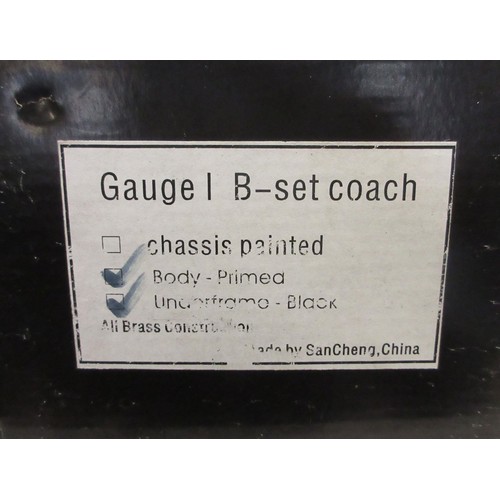 Gauge I B-set coach
chassis painted
Body - Primed
Underframe - Black
All Brass Construction
Made by SanCheng,China